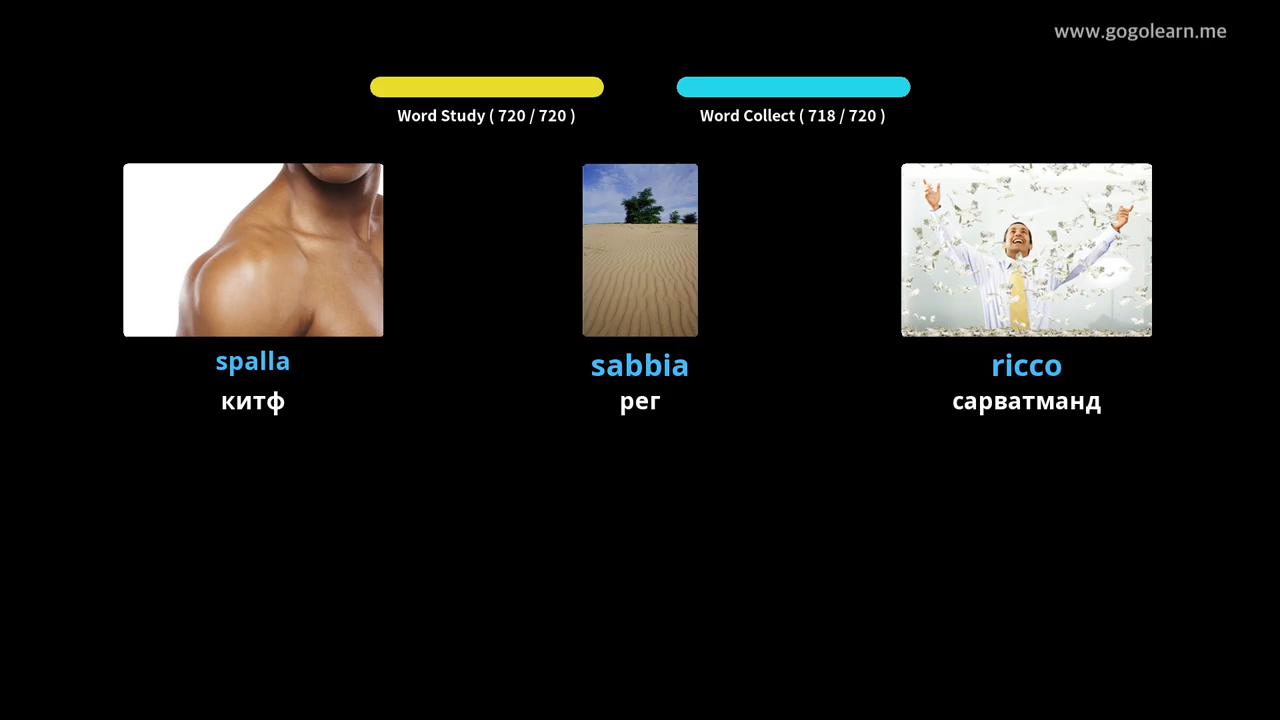 www.gogolearn.me
Word Study ( 720 / 720 )
Word Collect ( 718 / 720 )
spalla
китф
sabbia
рег
ricco
сарватманд